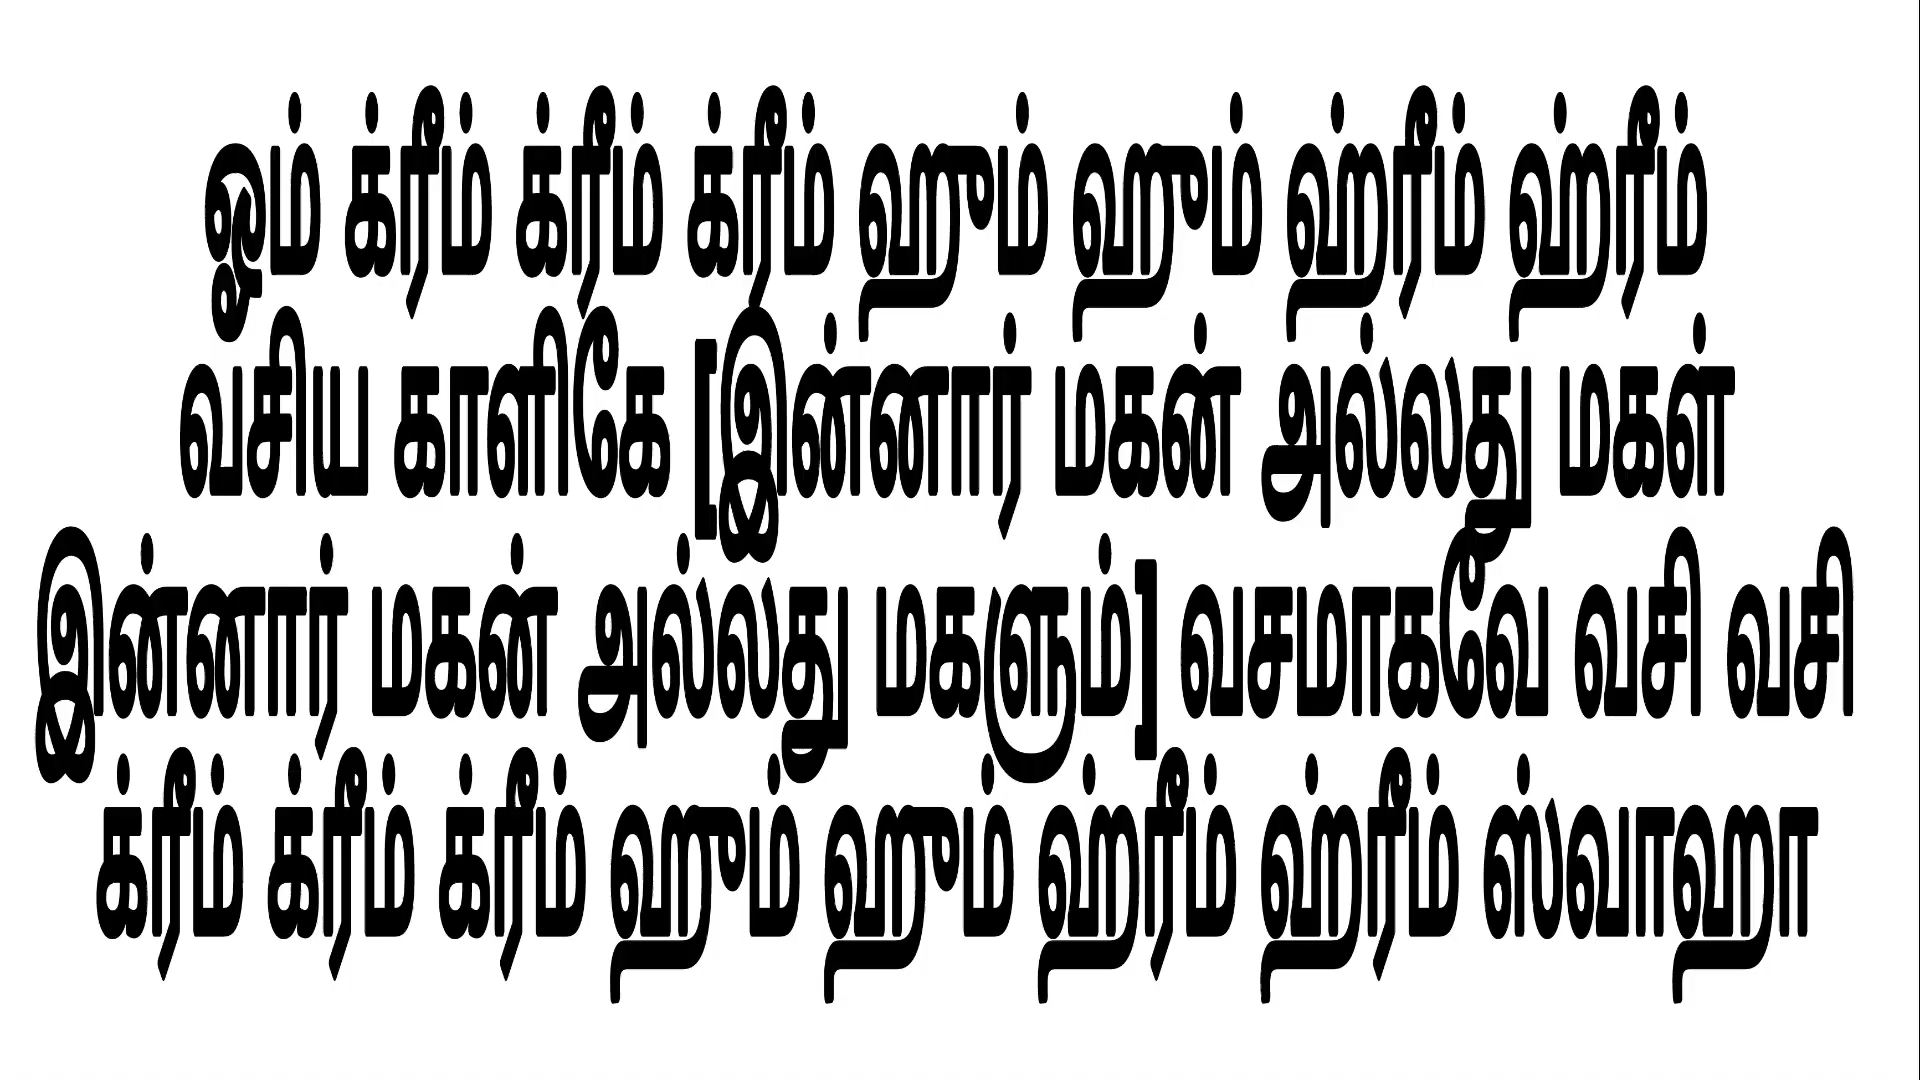 ஓம் க்ரீம் க்ரீம் க்ரீம் ஹும் ஹும் ஹ்ரீம் ஹ்ரீம்
வசிய காளிகே [இன்னார் மகன் அல்லது மகள்
இன்னார் மகன் அல்லது மகளும்] வசமாகவே வசி வசி
க்ரீம் க்ரீம் க்ரீம் ஹும் ஹும் ஹ்ரீம் ஹ்ரீம் ஸ்வாஹா